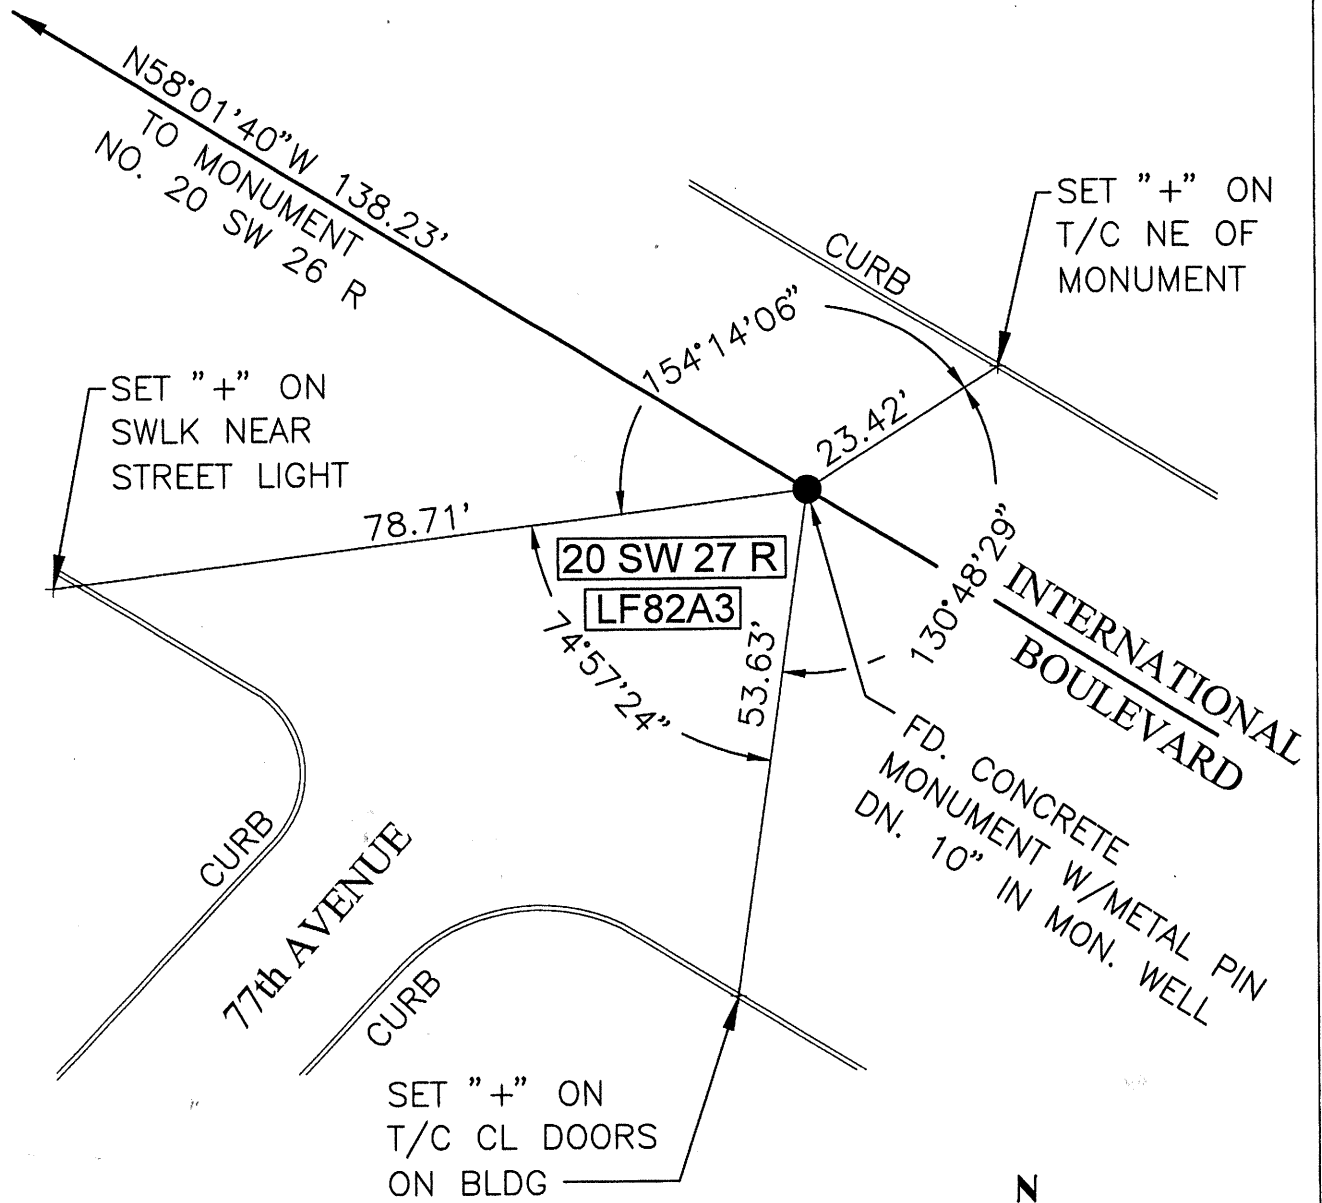 N58°01'40"W 138.23'
TO MONUMENT
NO. 20 SW 26 R
SET "+" ON
T/C NE OF
MONUMENT
CURB
154°14'06"
23.42'
SET "+" ON
SWLK NEAR
STREET LIGHT
78.71'
20 SW 27 R
LF82A3
74°57'24"
53.63'
130°48'29"
INTERNATIONAL
BOULEVARD
FD. CONCRETE
MONUMENT W/METAL PIN
DN. 10" IN MON. WELL
CURB
77th AVENUE
CURB
SET "+" ON
T/C CL DOORS
ON BLDG
N